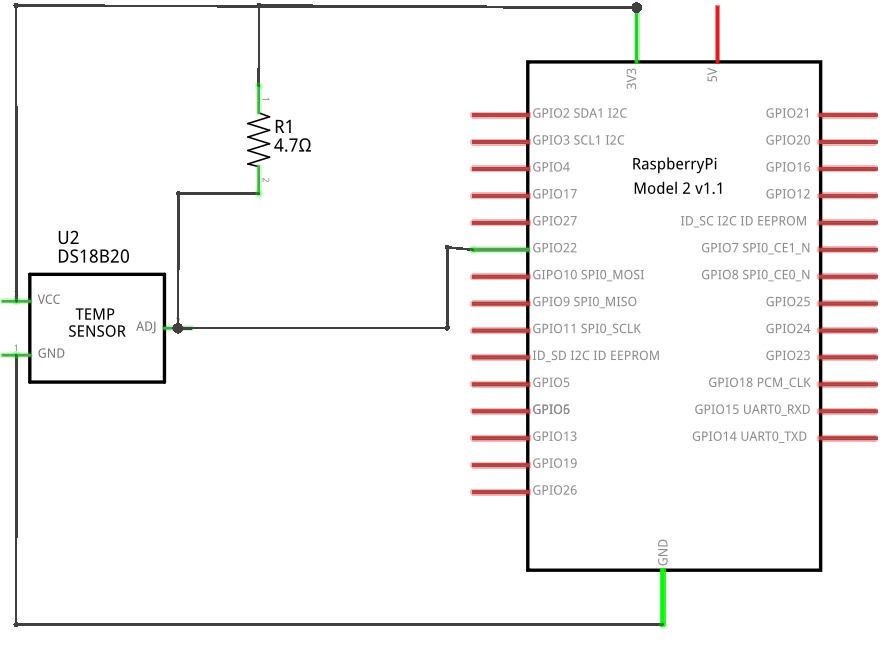 3V3
5V
1
R1
4.7Ω
2
U2
DS18B20
VCC
TEMP
SENSOR
ADJ
1
GND
RaspberryPi
Model 2 v1.1
GPIO2 SDA1 I2C
GPIO3 SCL1 I2C
GPIO4
GPIO17
GPIO27
GPIO22
GIPO10 SPI0_MOSI
GPIO9 SPI0_MISO
GPIO11 SPI0_SCLK
ID_SD I2C ID EEPROM
GPIO5
GPIO6
GPIO13
GPIO19
GPIO26
GPIO21
GPIO20
GPIO16
GPIO12
ID_SC I2C ID EEPROM
GPIO7 SPI0_CE1_N
GPIO8 SPI0_CE0_N
GPIO25
GPIO24
GPIO23
GPIO18 PCM_CLK
GPIO15 UART0_RXD
GPIO14 UART0_TXD
GND